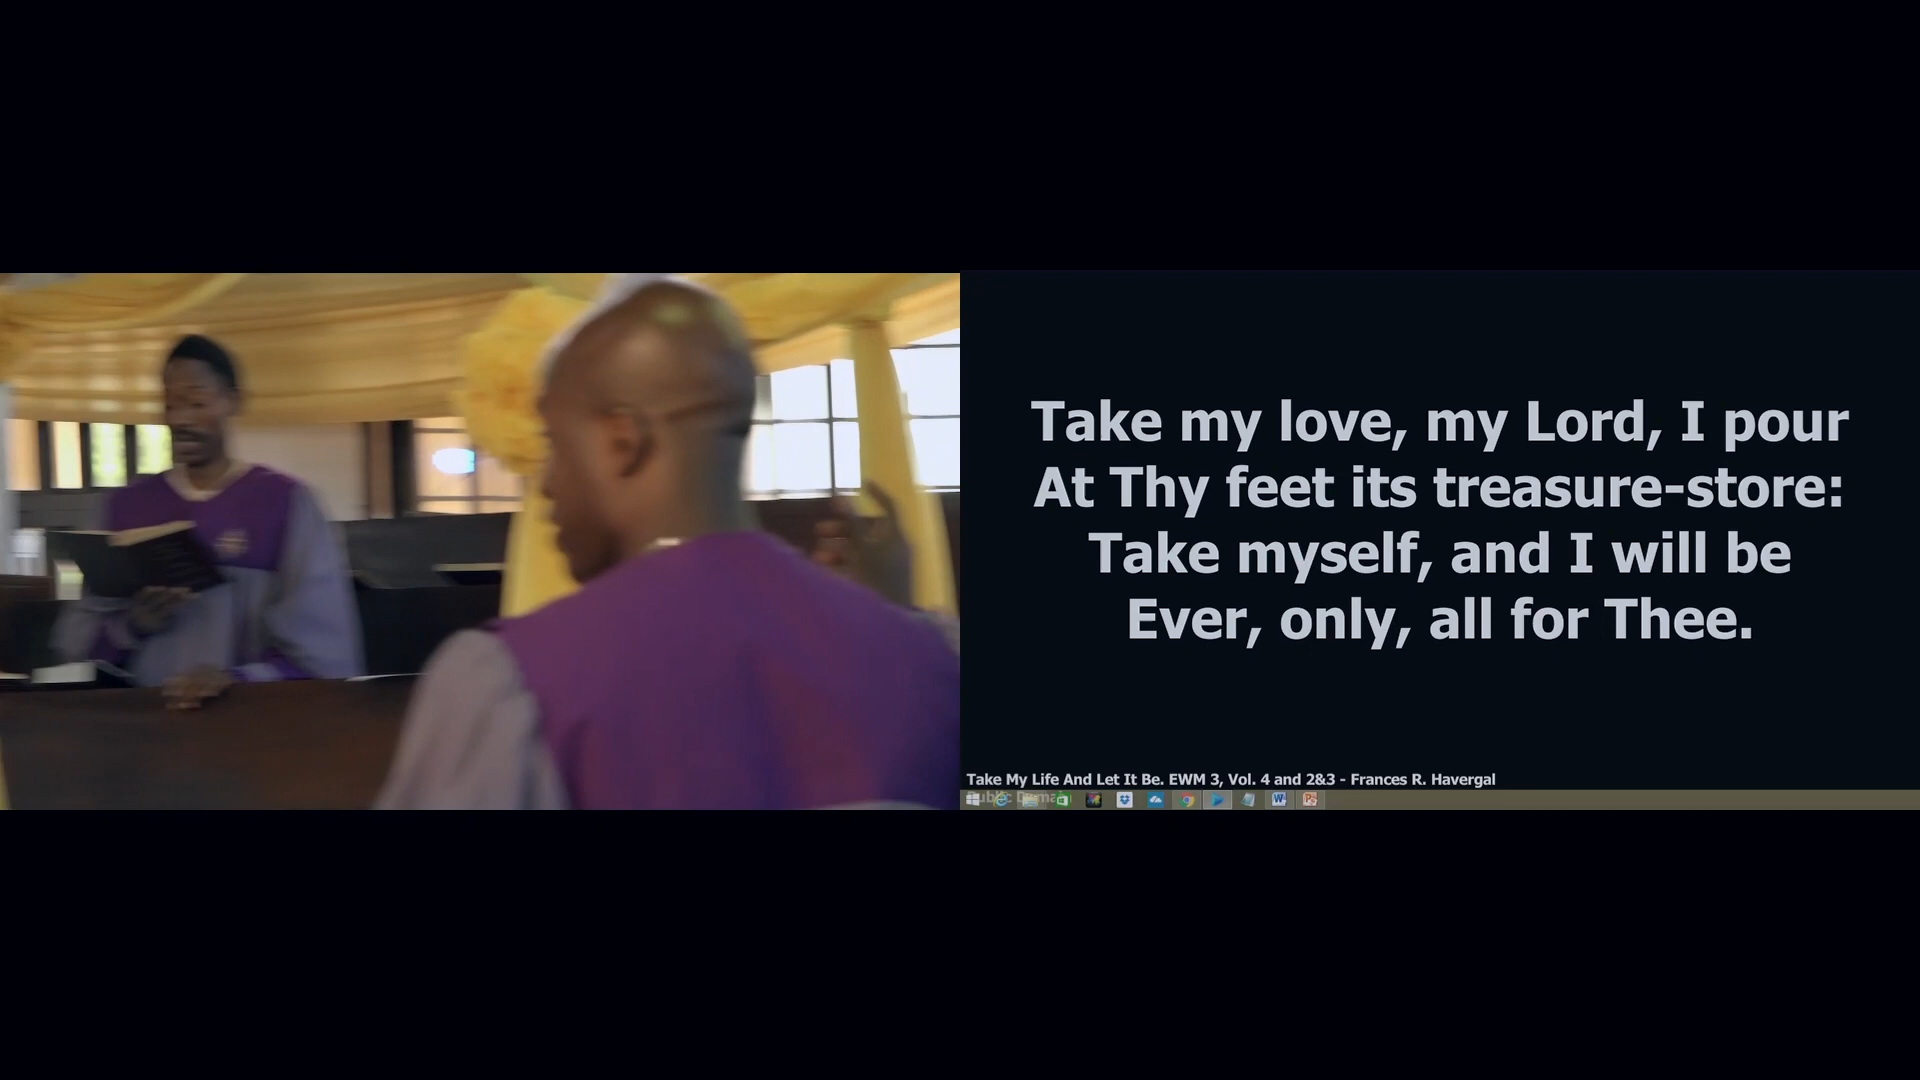 Take my love, my Lord, I pour
At Thy feet its treasure-store:
Take myself, and I will be
Ever, only, all for Thee.
Take My Life And Let It Be. EWM 3, Vol. 4 and 2&3 - Frances R. Havergal
Public Domain